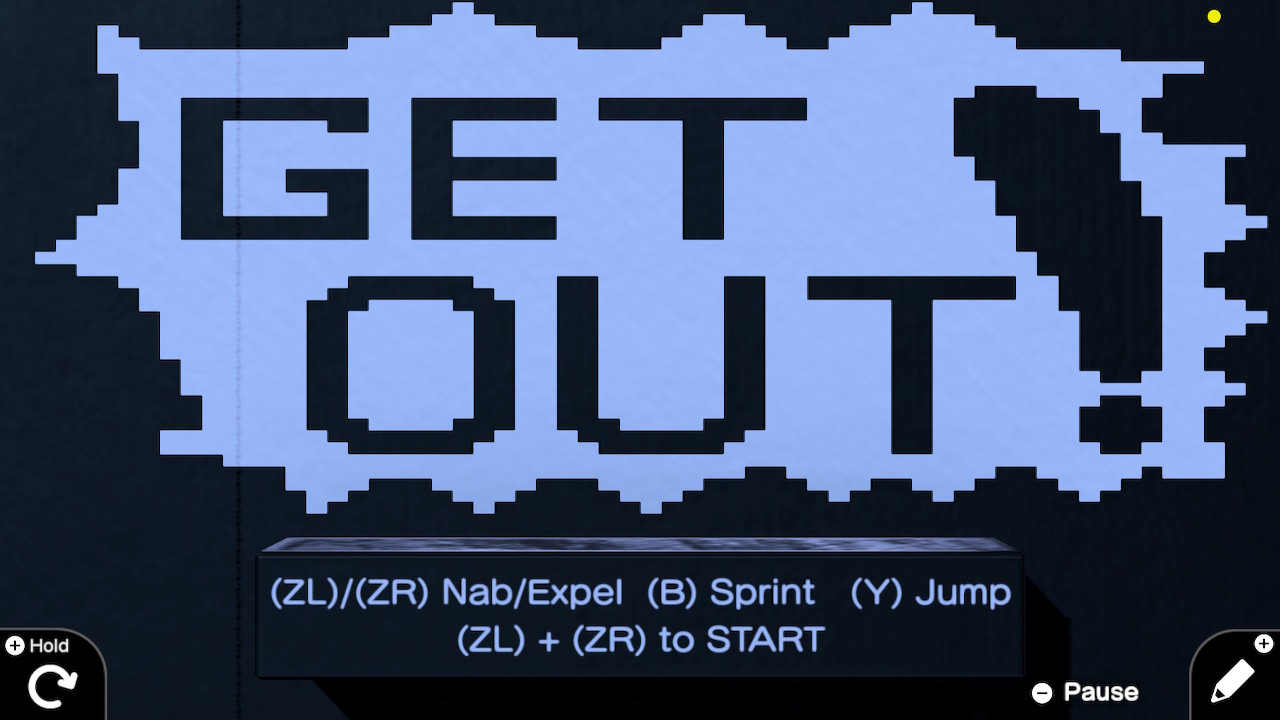 GET
OUT!
(ZL)/(ZR) Nab/Expel (B) Sprint (Y) Jump
(ZL) + (ZR) to START
Hold
Pause